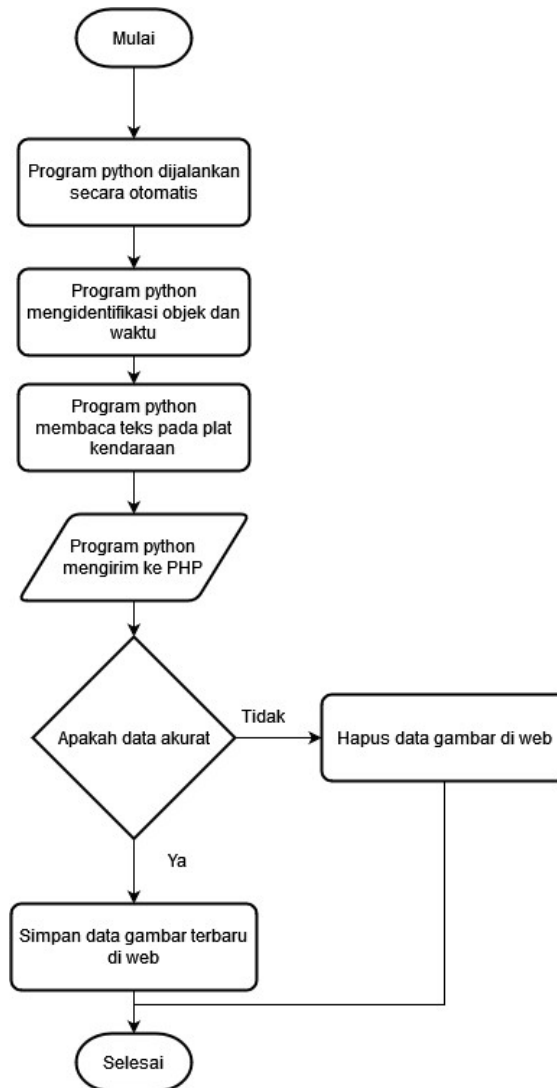 Mulai
Program python dijalankan
secara otomatis
Program python
mengidentifikasi objek dan
waktu
Program python
membaca teks pada plat
kendaraan
Program python
mengirim ke PHP
Apakah data akurat
Tidak
Hapus data gambar di web
Ya
Simpan data gambar terbaru
di web
Selesai